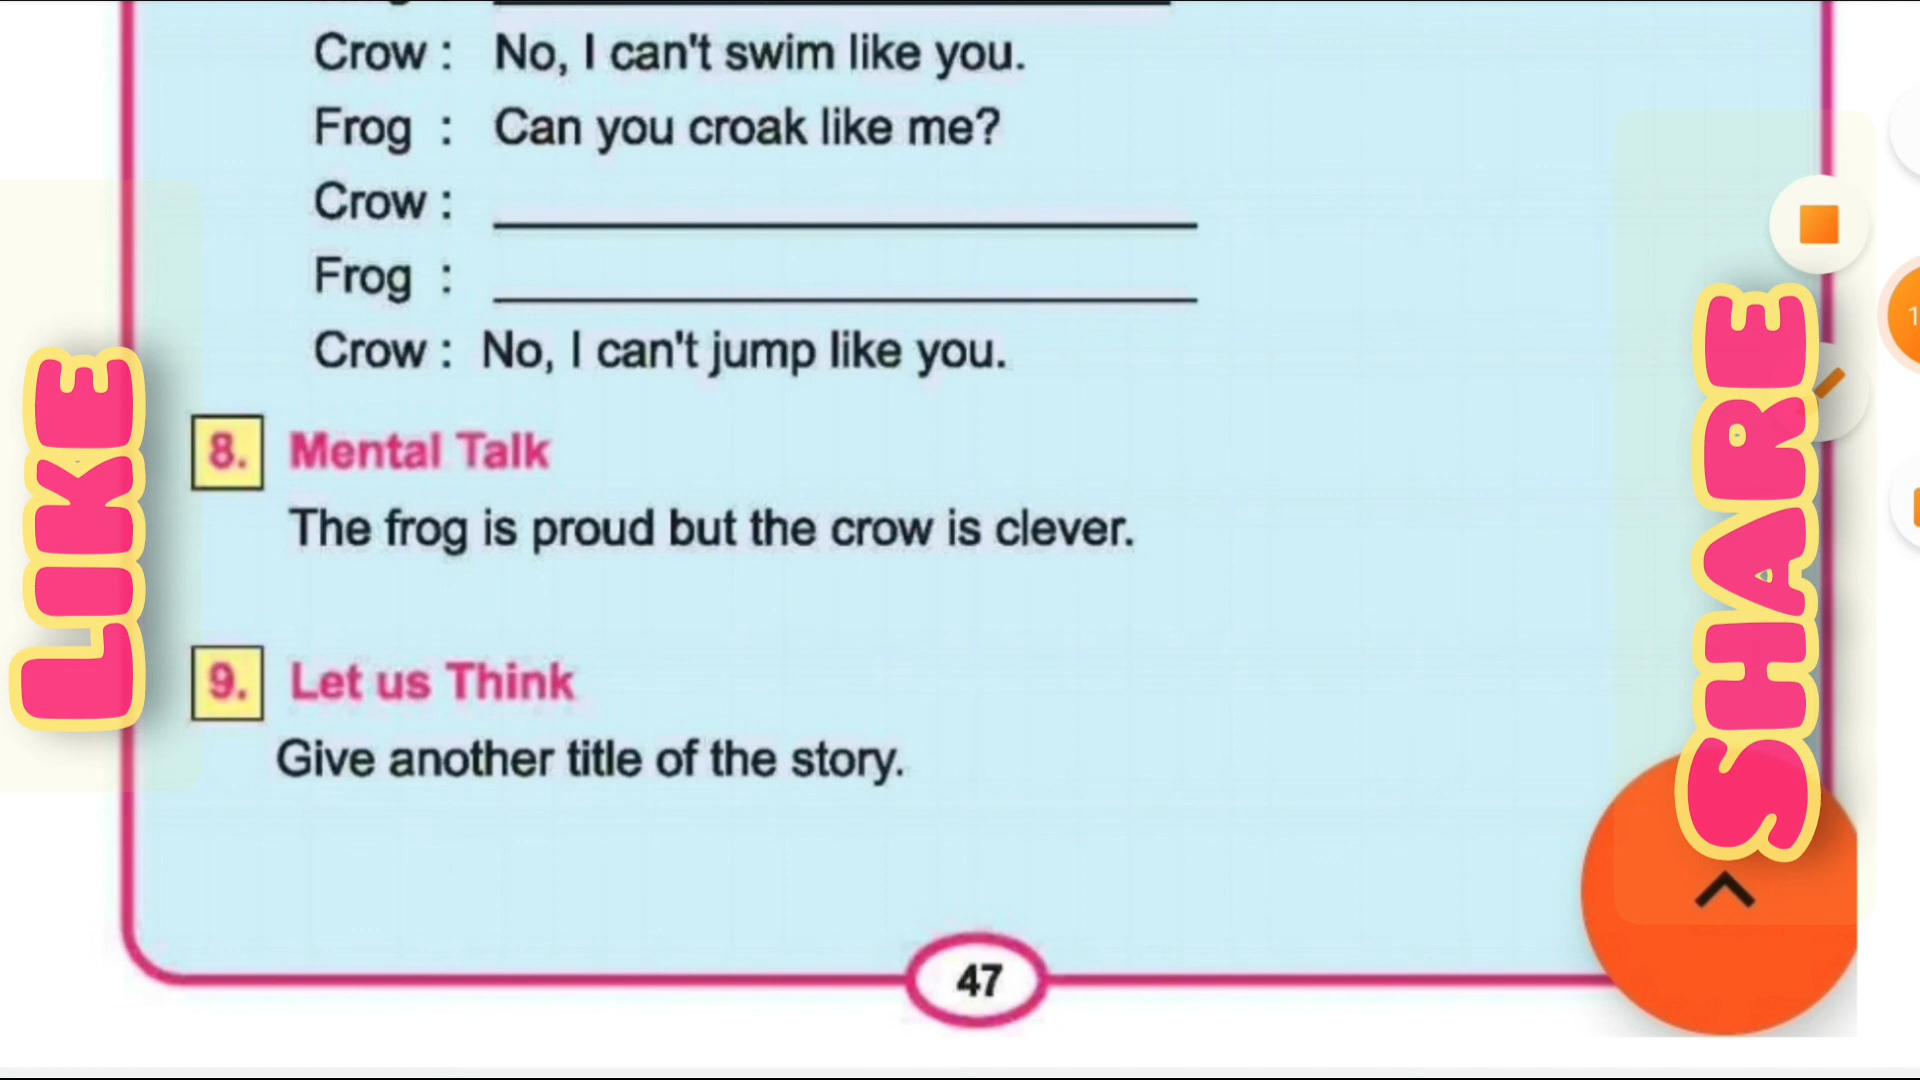 Crow : No, I can't swim like you.
Frog : Can you croak like me?
Crow :
Frog :
Crow : No, I can't jump like you.
8. Mental Talk
The frog is proud but the crow is clever.
9. Let us Think
Give another title of the story.
47
LIKE
SHARE
1